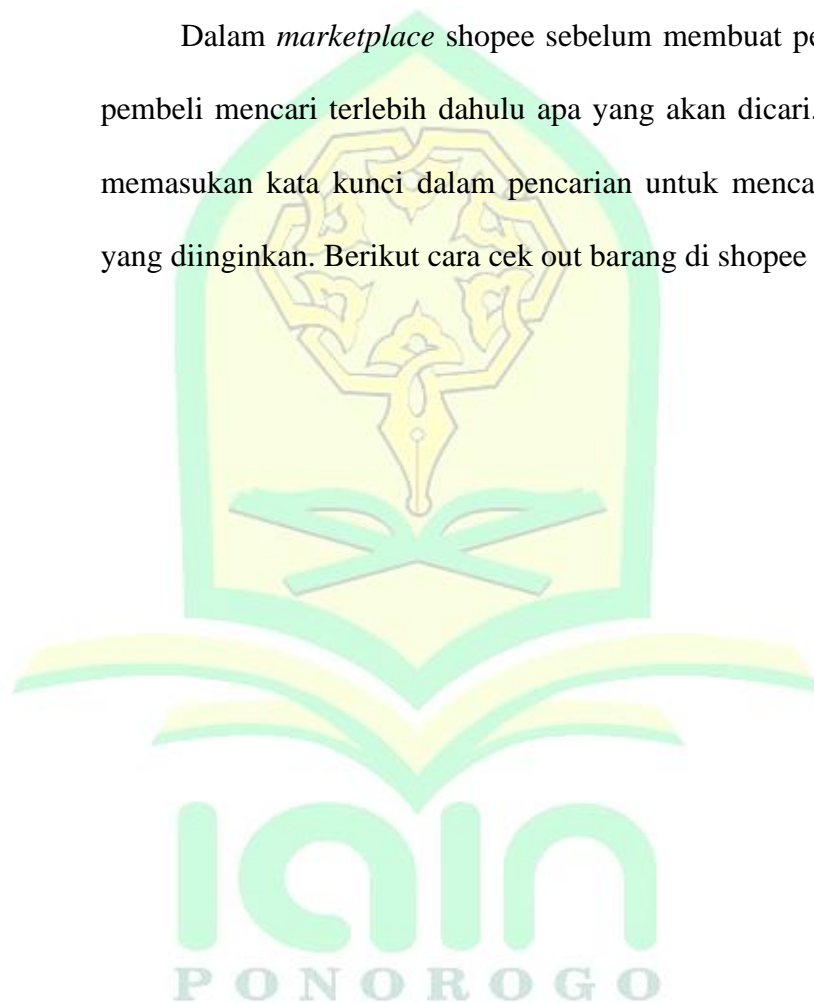 Dalam marketplace shopee sebelum membuat pe
pembeli mencari terlebih dahulu apa yang akan dicari.
memasukan kata kunci dalam pencarian untuk menca
yang diinginkan. Berikut cara cek out barang di shopee
IAIN
PONOROGO